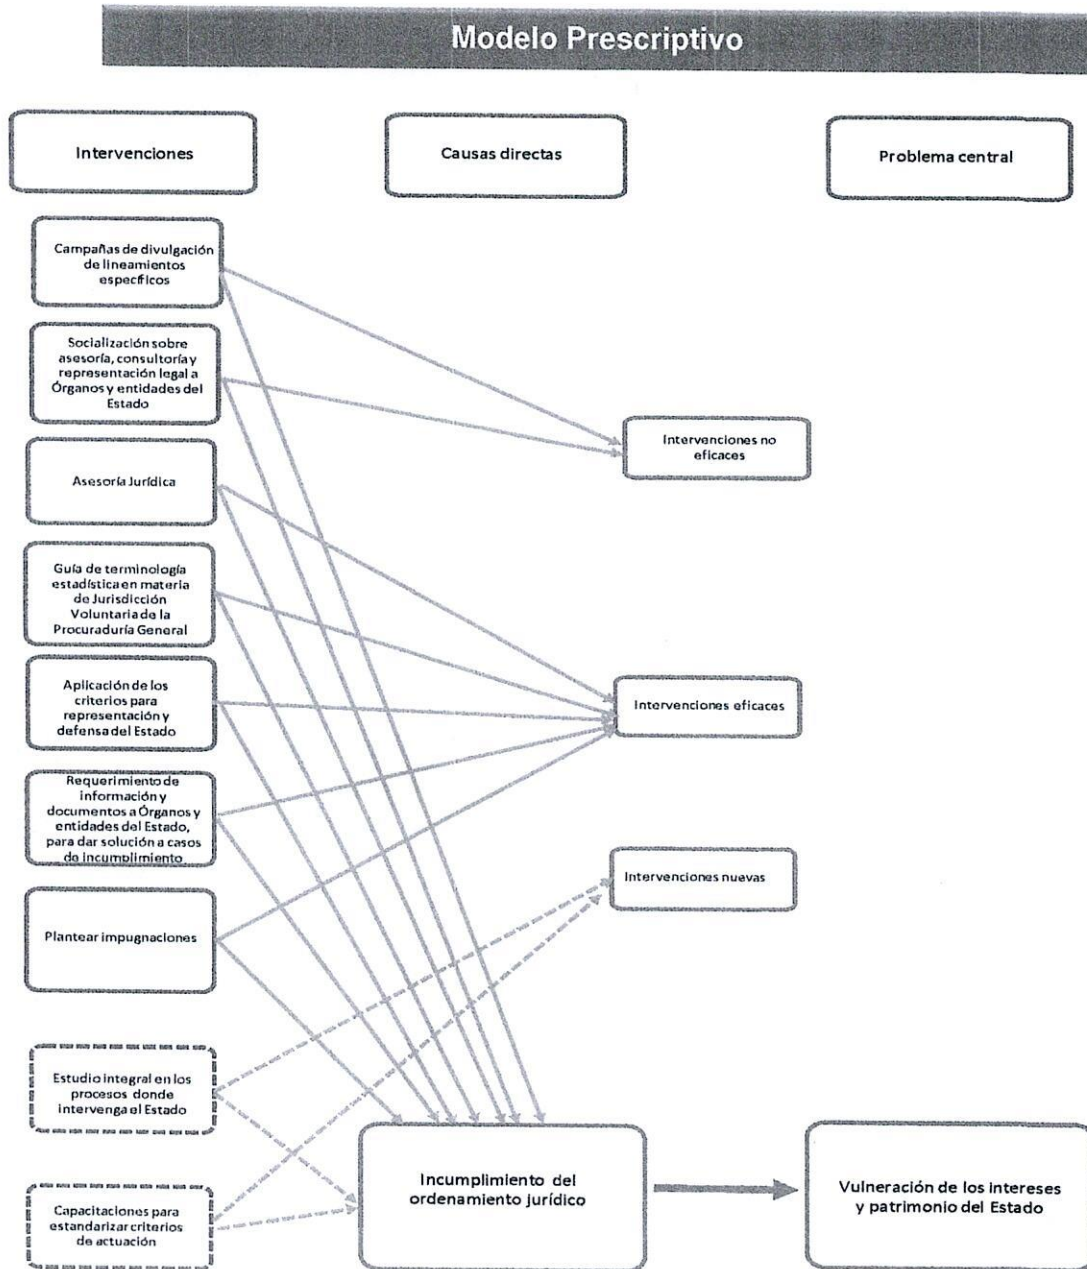 Modelo Prescriptivo
Intervenciones
Causas directas
Problema central
Campañas de divulgación
de lineamientos
específicos
Socialización sobre
asesoría, consultoría y
representación legal a
Órganos y entidades del
Estado
Intervenciones no
eficaces
Asesoría Jurídica
Guía de terminología
estadística en materia
de Jurisdicción
Voluntaria de la
Procuraduría General
Aplicación de los
criterios para
representación y
defensa del Estado
Intervenciones eficaces
Requerimiento de
información y
documentos a Órganos y
entidades del Estado,
para dar solución a casos
de incumplimiento
Intervenciones nuevas
Plantear impugnaciones
Estudio integral en los
procesos donde
intervenga el Estado
Capacitaciones para
estandarizar criterios
de actuación
Incumplimiento del
ordenamiento jurídico
Vulneración de los intereses
y patrimonio del Estado